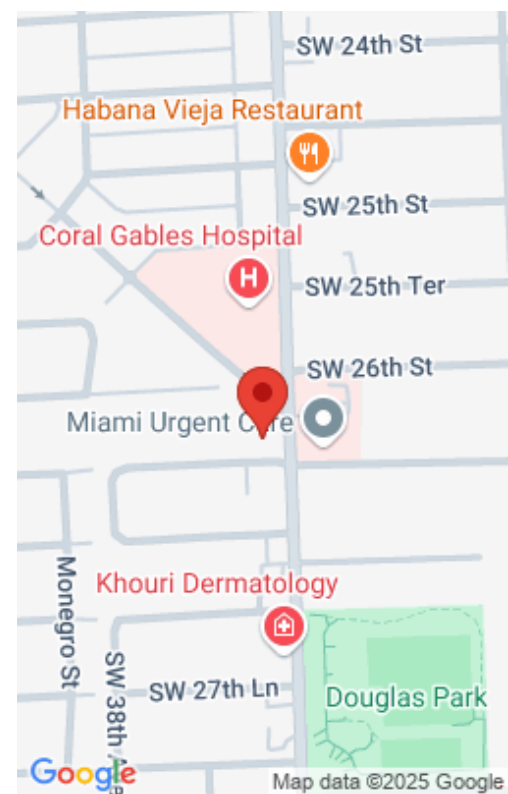 SW 24th St
Habana Vieja Restaurant
SW 25th St
Coral Gables Hospital
H
SW 25th Ter
SW 26th St
Miami Urgent Care
Khouri Dermatology
Monegro St
SW 38th A
SW 27th Ln
Douglas Park
Google
Map data ©2025 Google